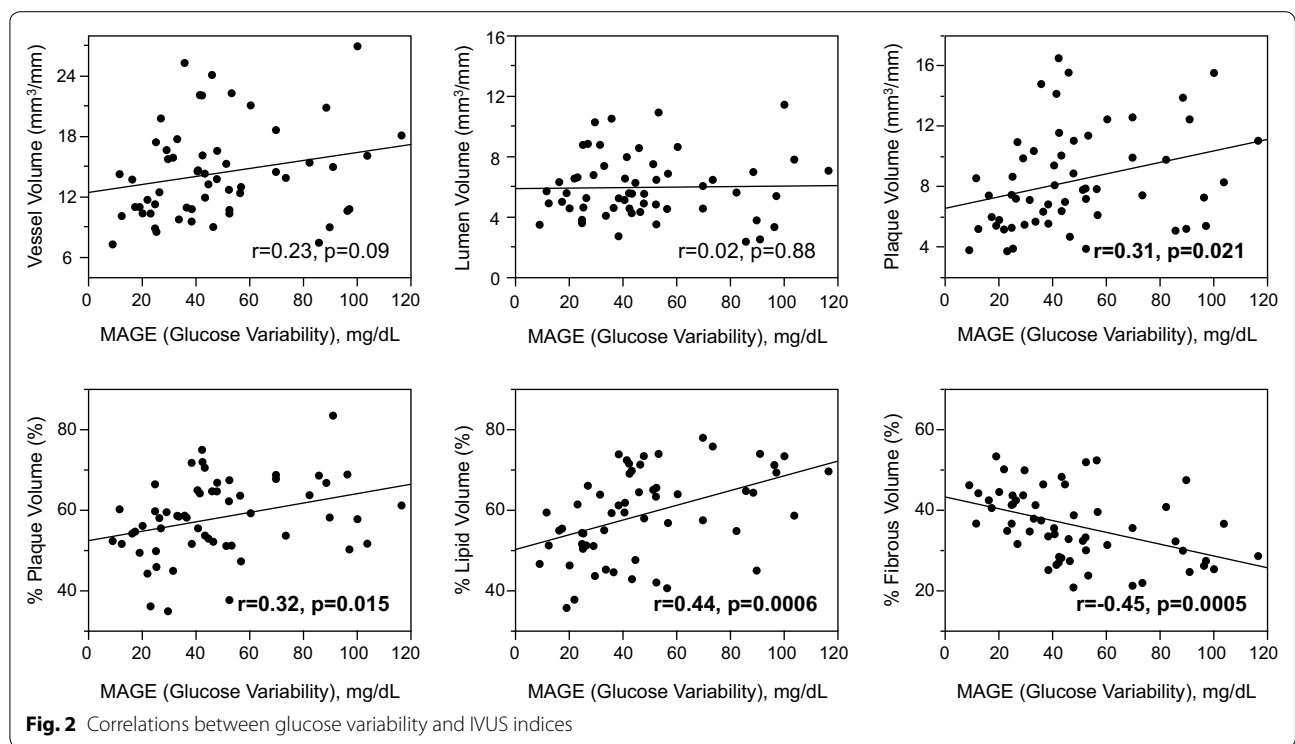 Vessel Volume (mm³/mm)
24
18
12
6
r=0.23, p=0.09
0 20 40 60 80 100 120
MAGE (Glucose Variability), mg/dL
Lumen Volume (mm³/mm)
16
12
8
4
0
r=0.02, p=0.88
0 20 40 60 80 100 120
MAGE (Glucose Variability), mg/dL
Plaque Volume (mm³/mm)
16
12
8
4
r=0.31, p=0.021
0 20 40 60 80 100 120
MAGE (Glucose Variability), mg/dL
% Plaque Volume (%)
80
60
40
r=0.32, p=0.015
0 20 40 60 80 100 120
MAGE (Glucose Variability), mg/dL
% Lipid Volume (%)
80
60
40
r=0.44, p=0.0006
0 20 40 60 80 100 120
MAGE (Glucose Variability), mg/dL
% Fibrous Volume (%)
60
40
20
r=-0.45, p=0.0005
0 20 40 60 80 100 120
MAGE (Glucose Variability), mg/dL
Fig. 2 Correlations between glucose variability and IVUS indices